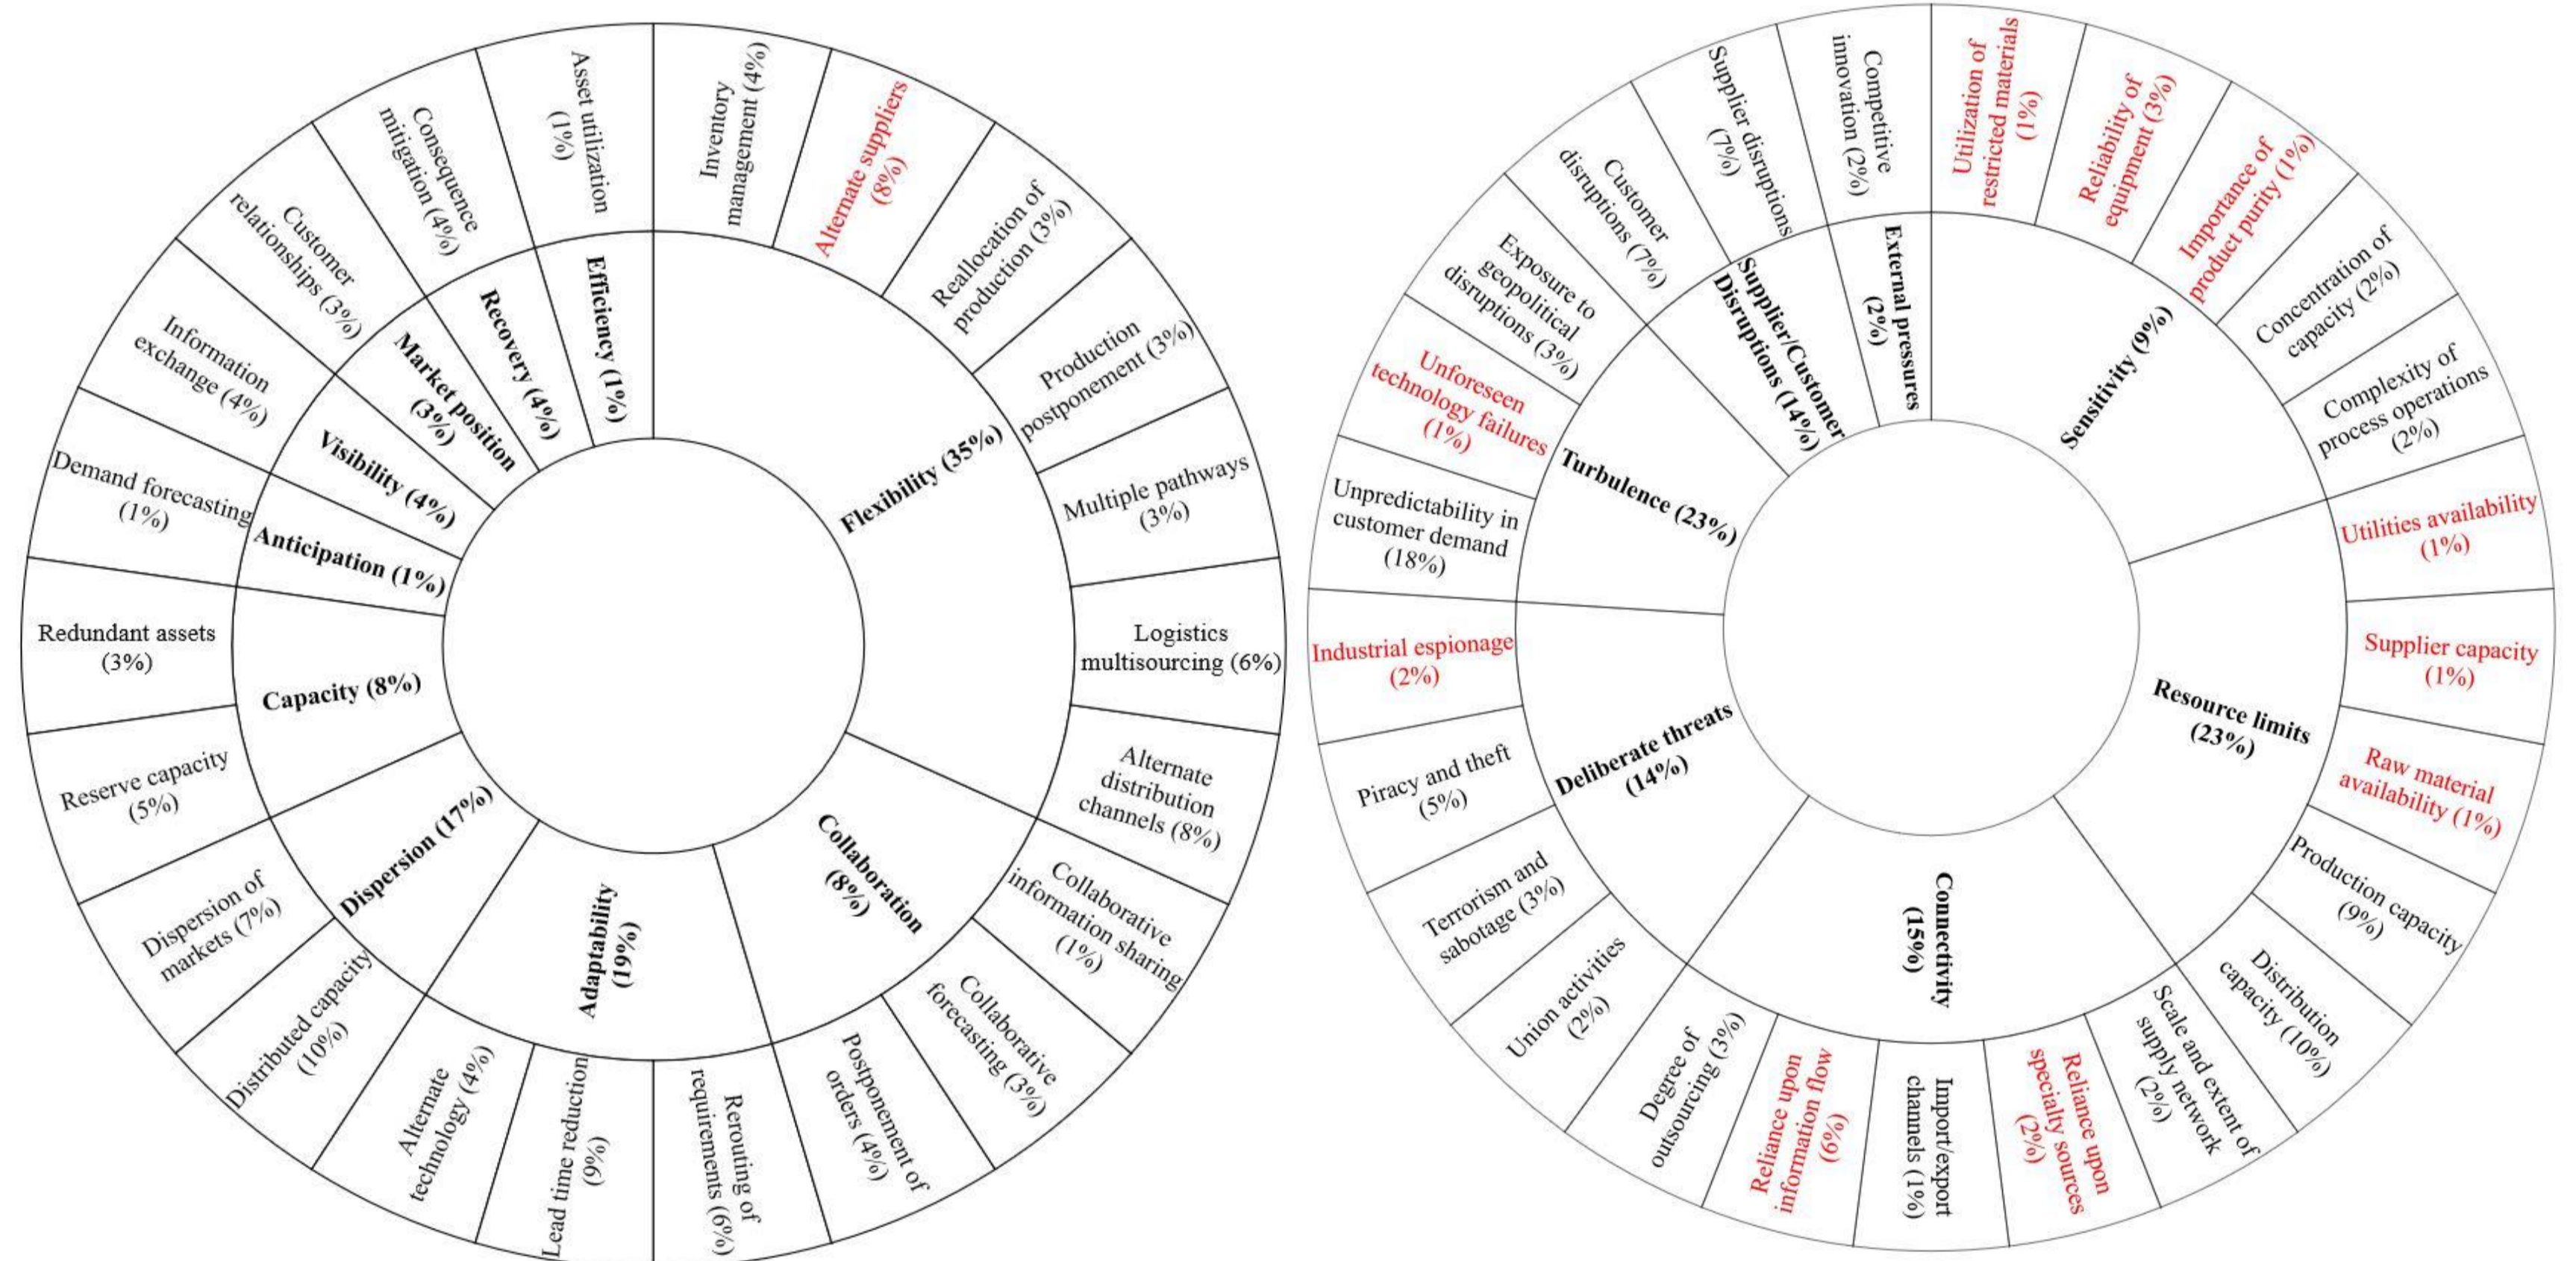 Inventory
management (4%)
Alternate suppliers
(8%)
Reallocation of
production (3%)
Production
postponement (3%)
Multiple pathways
(3%)
Logistics
multisourcing (6%)
Alternate
distribution
channels (8%)
Collaborative
information sharing
(1%)
Collaborative
forecasting (3%)
Postponement of
orders (4%)
Rerouting of
requirements (6%)
Lead time reduction
(9%)
Alternate
technology (4%)
Distributed capacity
(10%)
Dispersion of
markets (7%)
Reserve capacity
(5%)
Redundant assets
(3%)
Demand forecasting
(1%)
Information
exchange (4%)
Customer
relationships (3%)
Consequence
mitigation (4%)
Asset utilization
(1%)
Flexibility (35%)
Collaboration
(8%)
Adaptability
(19%)
Dispersion (17%)
Capacity (8%)
Anticipation (1%)
Visibility (4%)
Market position
(3%)
Recovery (4%)
Efficiency (1%)
Utilization of
restricted materials
(1%)
Reliability of
equipment (3%)
Importance of
product purity (1%)
Concentration of
capacity (2%)
Complexity of
process operations
(2%)
Utilities availability
(1%)
Supplier capacity
(1%)
Raw material
availability (1%)
Production capacity
(9%)
Distribution
capacity (10%)
Scale and extent of
supply network
(2%)
Reliance upon
specialty sources
(2%)
Import/export
channels (1%)
Reliance upon
information flow
(6%)
Degree of
outsourcing (3%)
Union activities
(2%)
Terrorism and
sabotage (3%)
Piracy and theft
(5%)
Industrial espionage
(2%)
Unpredictability in
customer demand
(18%)
Unforeseen
technology failures
(1%)
Exposure to
geopolitical
disruptions (3%)
Customer
disruptions (7%)
Supplier disruptions
(7%)
Competitive
innovation (2%)
Sensitivity (9%)
Resource limits
(23%)
Connectivity
(15%)
Deliberate threats
(14%)
Turbulence (23%)
Supplier/Customer
Disruptions (14%)
External pressures
(2%)